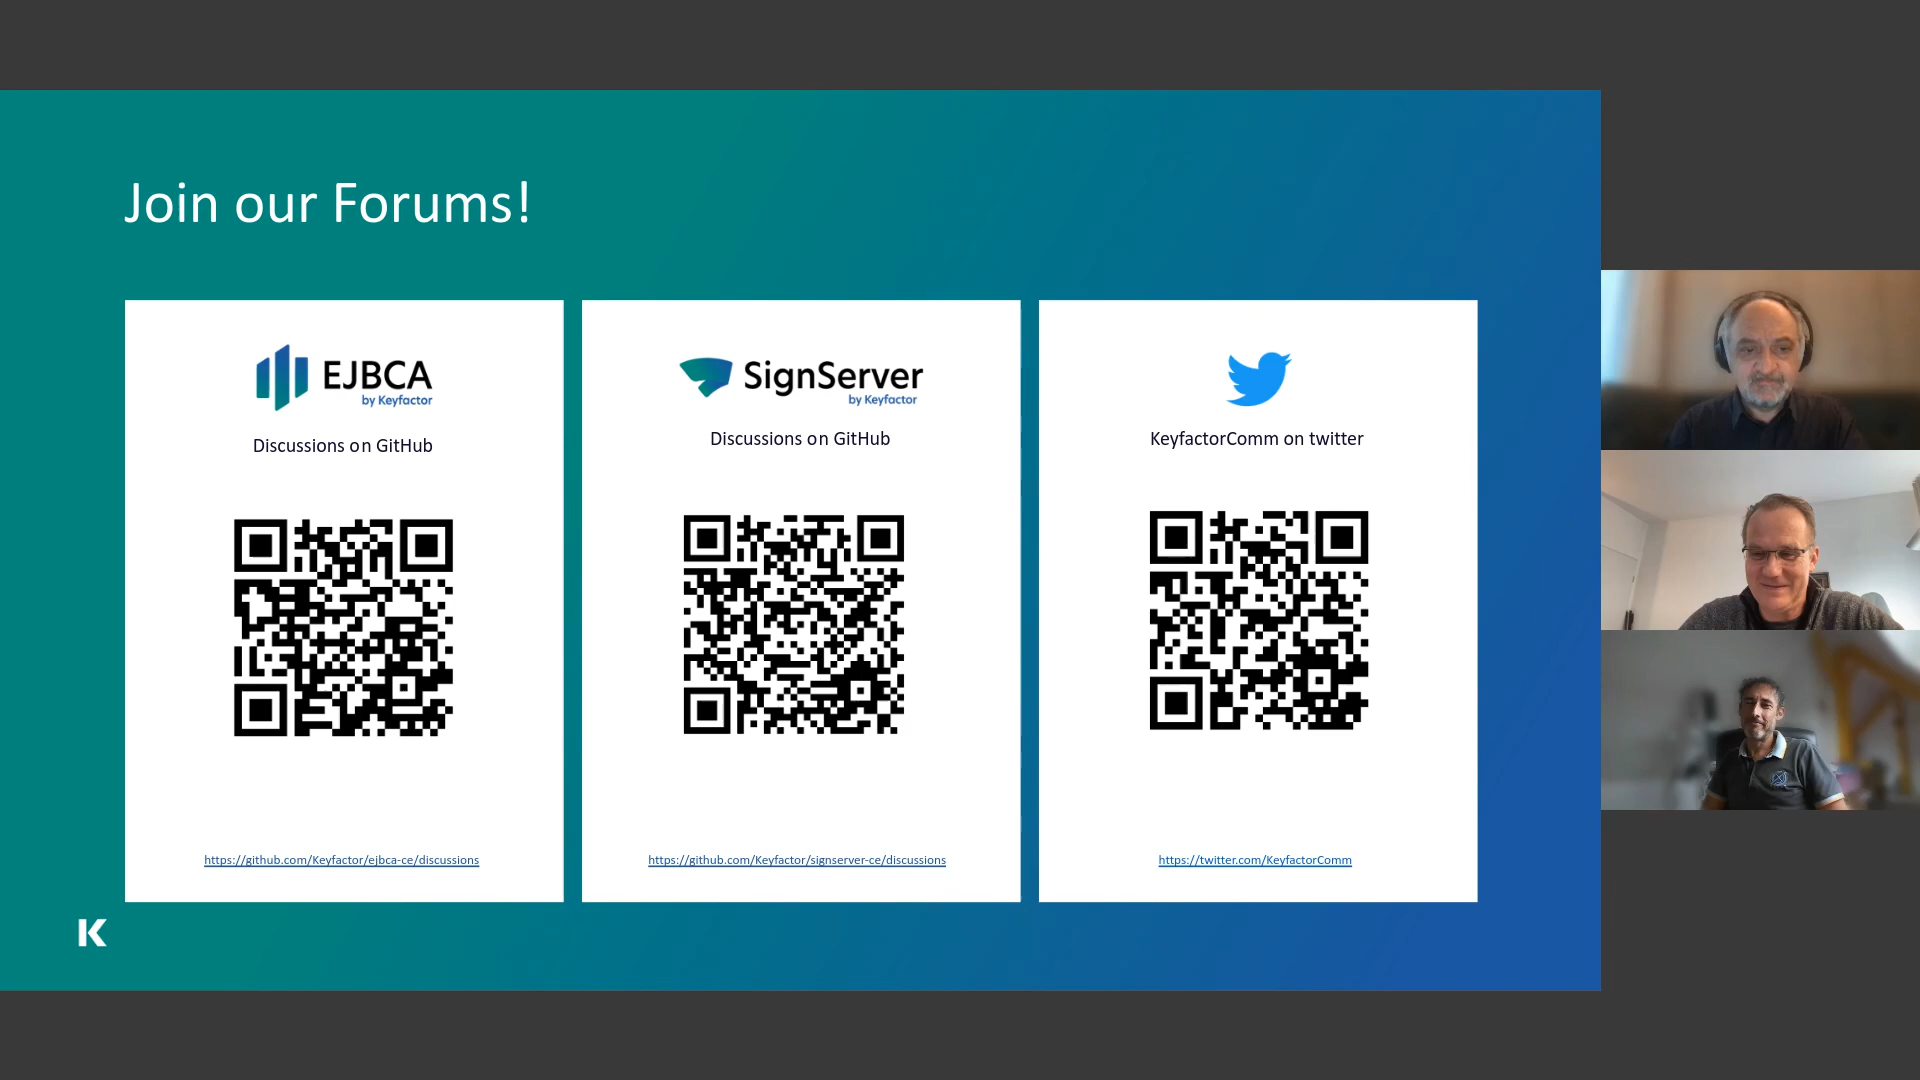 Join our Forums!
EJBCA
by Keyfactor
Discussions on GitHub
https://github.com/Keyfactor/ejbca-ce/discussions
SignServer
by Keyfactor
Discussions on GitHub
https://github.com/Keyfactor/signserver-ce/discussions
KeyfactorComm on twitter
https://twitter.com/KeyfactorComm
K